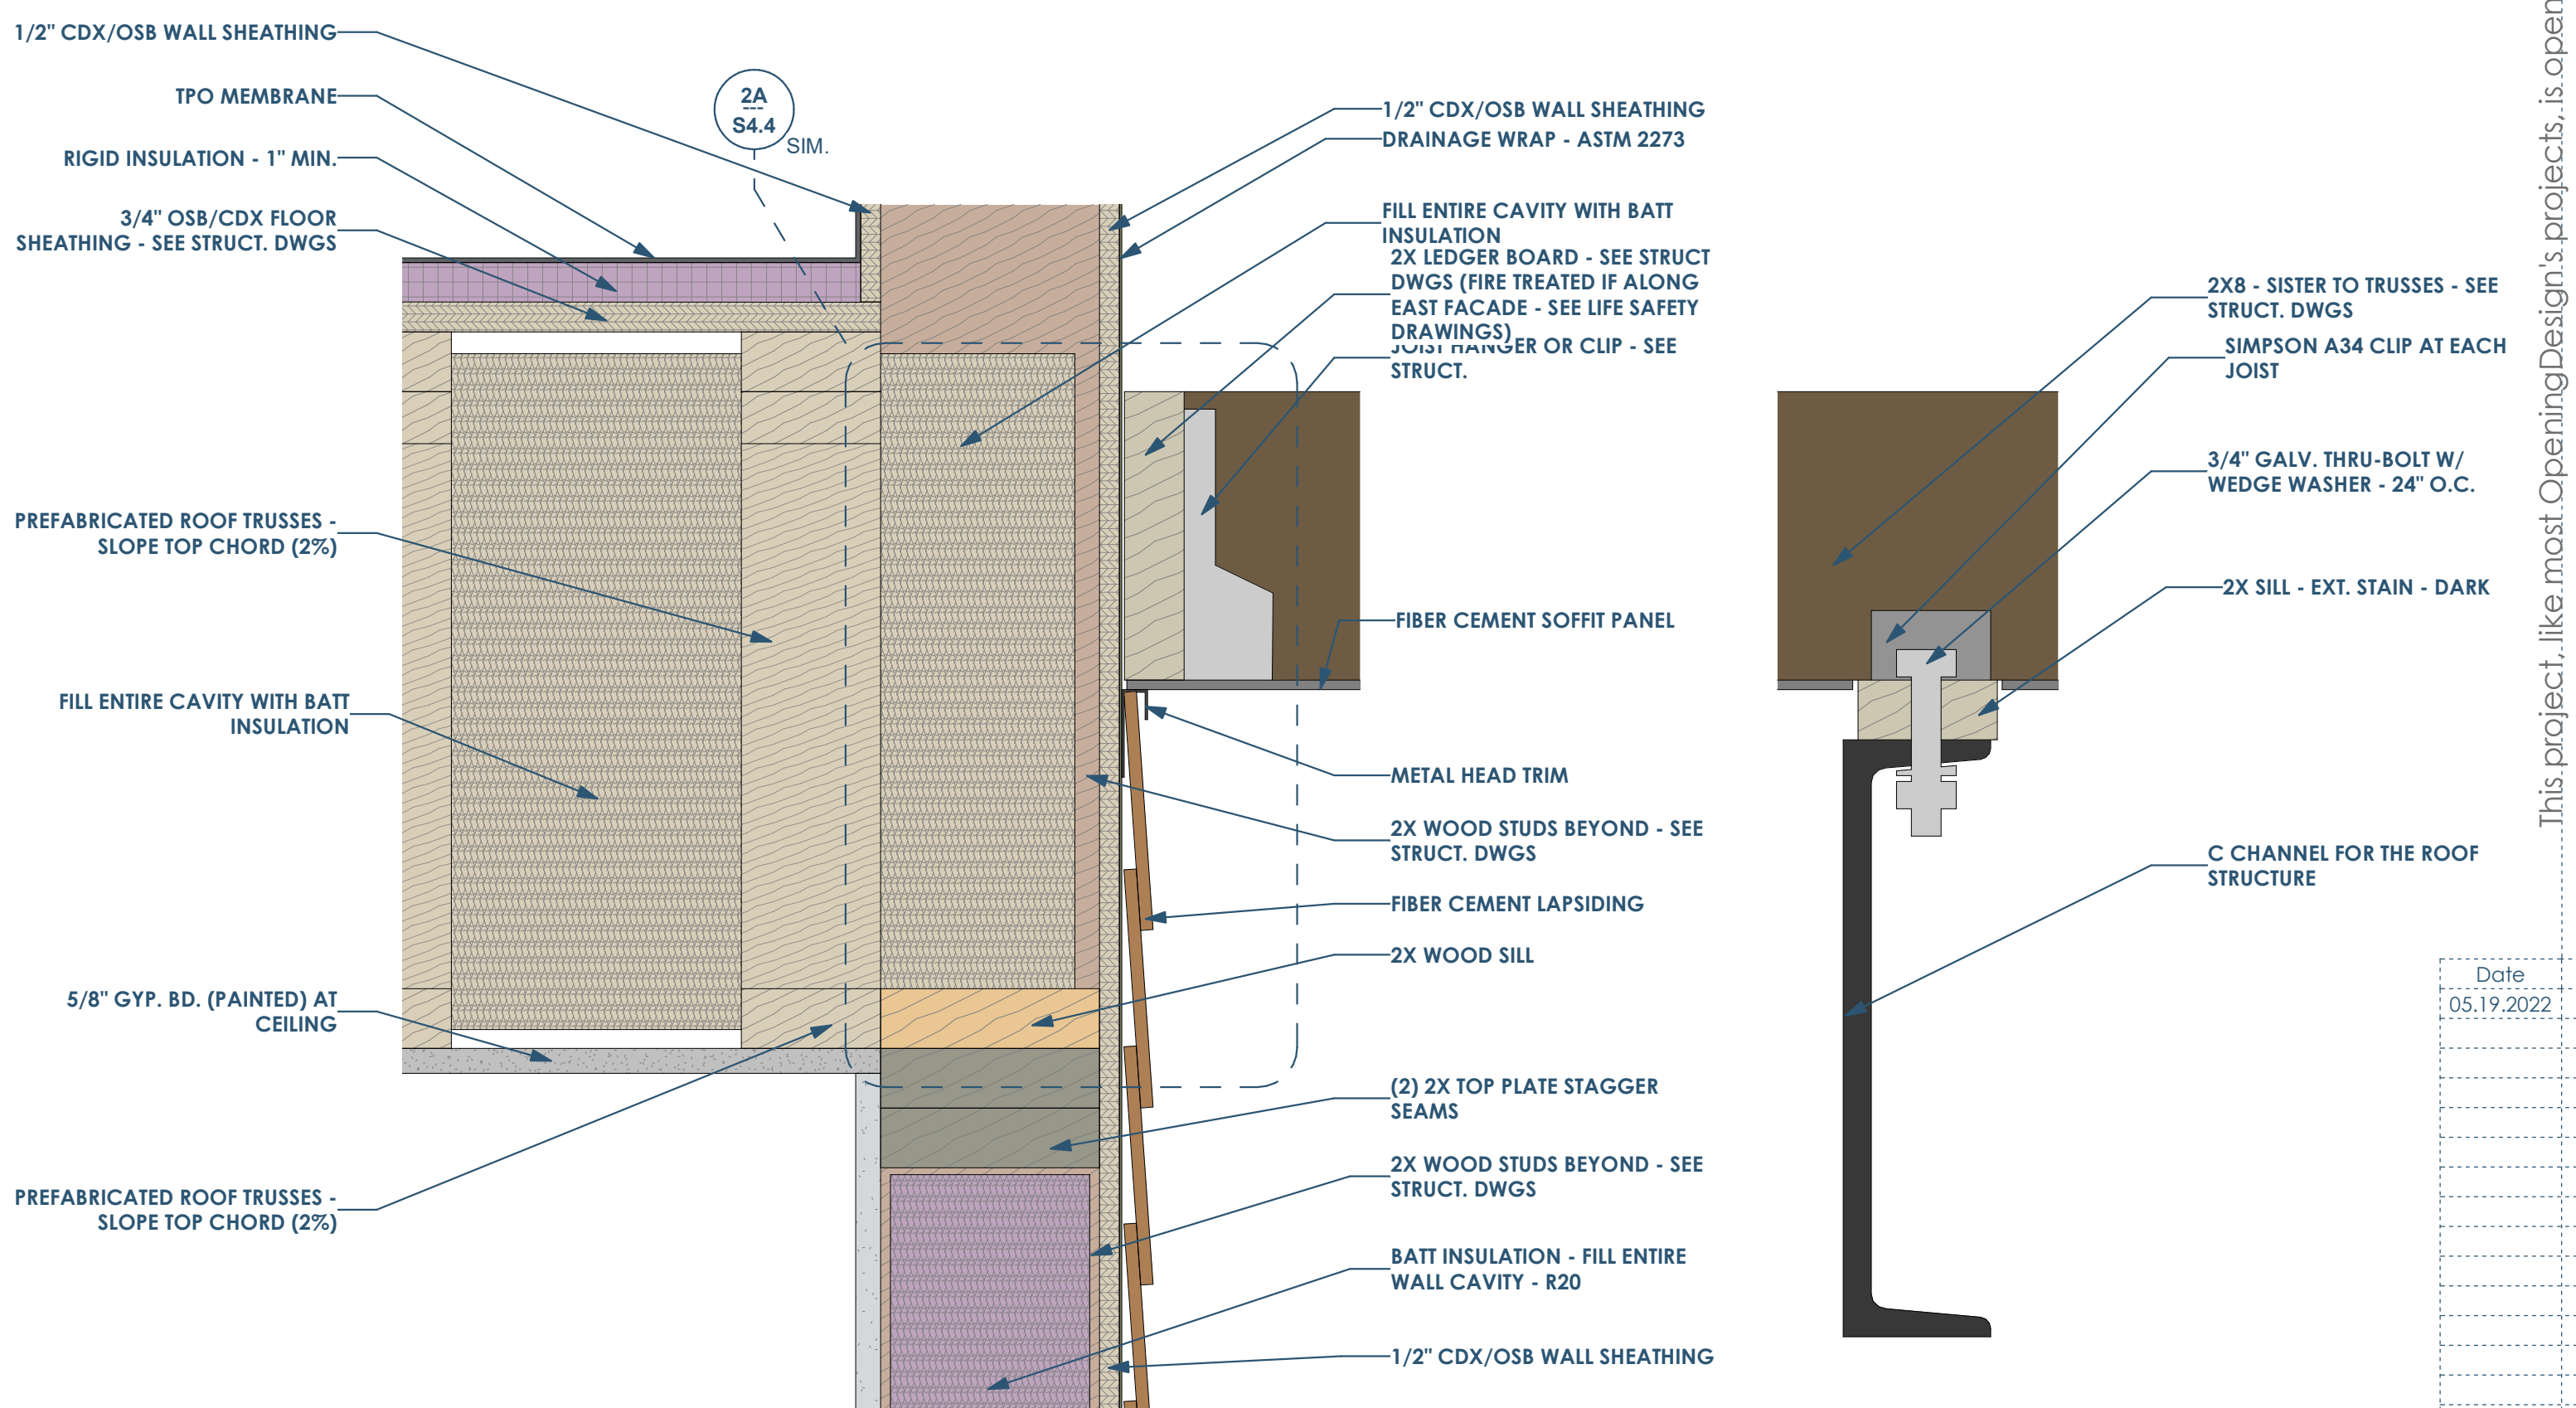 1/2" CDX/OSB WALL SHEATHING
TPO MEMBRANE
RIGID INSULATION - 1" MIN.
3/4" OSB/CDX FLOOR
SHEATHING - SEE STRUCT. DWGS
PREFABRICATED ROOF TRUSSES -
SLOPE TOP CHORD (2%)
FILL ENTIRE CAVITY WITH BATT
INSULATION
5/8" GYP. BD. (PAINTED) AT
CEILING
PREFABRICATED ROOF TRUSSES -
SLOPE TOP CHORD (2%)
2A
---
S4.4
SIM.
1/2" CDX/OSB WALL SHEATHING
DRAINAGE WRAP - ASTM 2273
FILL ENTIRE CAVITY WITH BATT
INSULATION
2X LEDGER BOARD - SEE STRUCT
DWGS (FIRE TREATED IF ALONG
EAST FACADE - SEE LIFE SAFETY
DRAWINGS)
JOIST HANGER OR CLIP - SEE
STRUCT.
FIBER CEMENT SOFFIT PANEL
METAL HEAD TRIM
2X WOOD STUDS BEYOND - SEE
STRUCT. DWGS
FIBER CEMENT LAPSIDING
2X WOOD SILL
(2) 2X TOP PLATE STAGGER
SEAMS
2X WOOD STUDS BEYOND - SEE
STRUCT. DWGS
BATT INSULATION - FILL ENTIRE
WALL CAVITY - R20
1/2" CDX/OSB WALL SHEATHING
2X8 - SISTER TO TRUSSES - SEE
STRUCT. DWGS
SIMPSON A34 CLIP AT EACH
JOIST
3/4" GALV. THRU-BOLT W/
WEDGE WASHER - 24" O.C.
2X SILL - EXT. STAIN - DARK
C CHANNEL FOR THE ROOF
STRUCTURE
This project, like most OpeningDesign's projects, is open
Date
05.19.2022